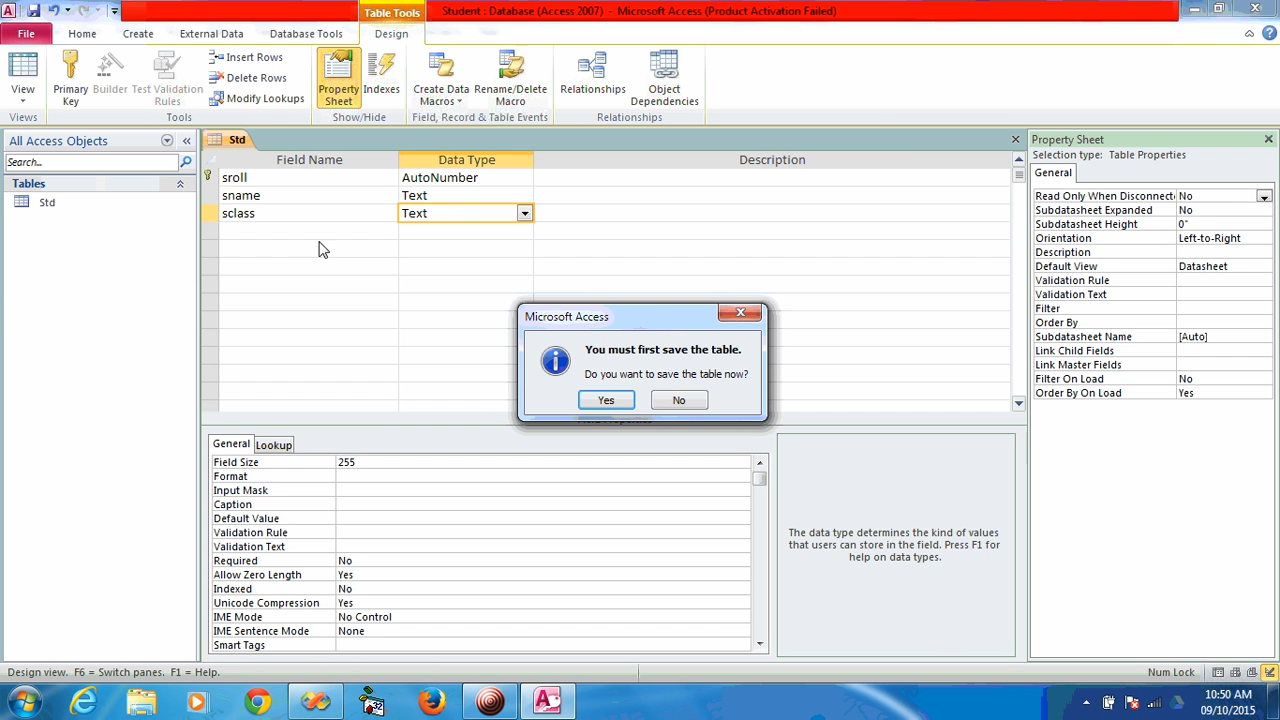 Table Tools
Student : Database (Access 2007) - Microsoft Access (Product Activation Failed)
File
Home
Create
External Data
Database Tools
Design
View
Primary Key
Builder
Test Validation Rules
Insert Rows
Delete Rows
Modify Lookups
Property Sheet
Indexes
Create Data Macros
Rename/Delete Macro
Relationships
Object Dependencies
Views
Tools
Show/Hide
Field, Record & Table Events
Relationships
All Access Objects
Search...
Tables
Std
Std
Field Name
Data Type
Description
sroll
AutoNumber
sname
Text
sclass
Text
Microsoft Access
You must first save the table.
Do you want to save the table now?
Yes
No
General
Lookup
Field Size 255
Format
Input Mask
Caption
Default Value
Validation Rule
Validation Text
Required No
Allow Zero Length Yes
Indexed No
Unicode Compression Yes
IME Mode No Control
IME Sentence Mode None
Smart Tags
The data type determines the kind of values
that users can store in the field. Press F1 for
help on data types.
Property Sheet
Selection type: Table Properties
General
Read Only When Disconnecte No
Subdatasheet Expanded No
Subdatasheet Height 0"
Orientation Left-to-Right
Description
Default View Datasheet
Validation Rule
Validation Text
Filter
Order By
Subdatasheet Name [Auto]
Link Child Fields
Link Master Fields
Filter On Load No
Order By On Load Yes
Design view. F6 = Switch panes. F1 = Help.
Num Lock
32
10:50 AM
09/10/2015